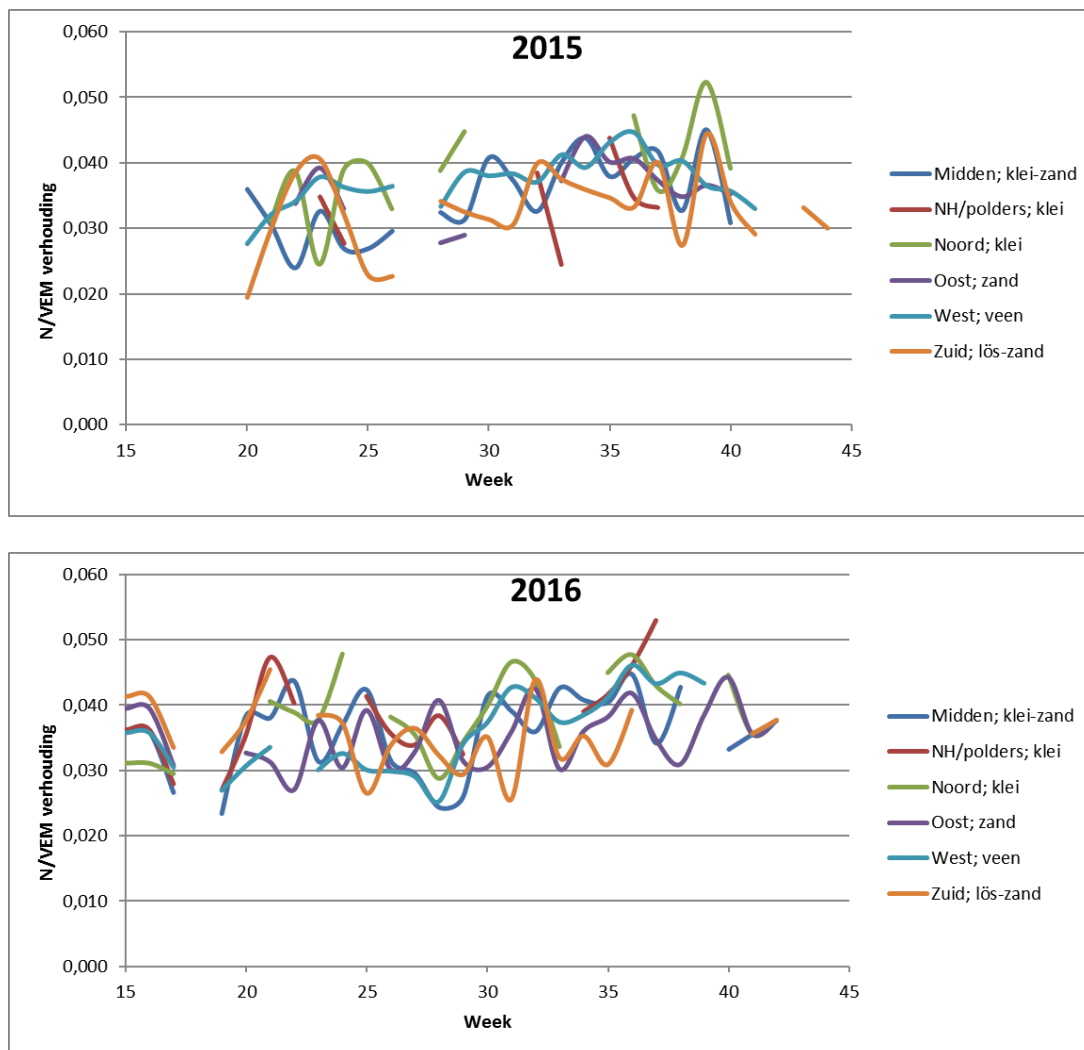 2015
0,060
0,050
0,040
0,030
0,020
0,010
0,000
N/VEM verhouding
15 20 25 30 35 40 45
Week
Midden; klei-zand
NH/polders; klei
Noord; klei
Oost; zand
West; veen
Zuid; lös-zand
2016
0,060
0,050
0,040
0,030
0,020
0,010
0,000
N/VEM verhouding
15 20 25 30 35 40 45
Week
Midden; klei-zand
NH/polders; klei
Noord; klei
Oost; zand
West; veen
Zuid; lös-zand